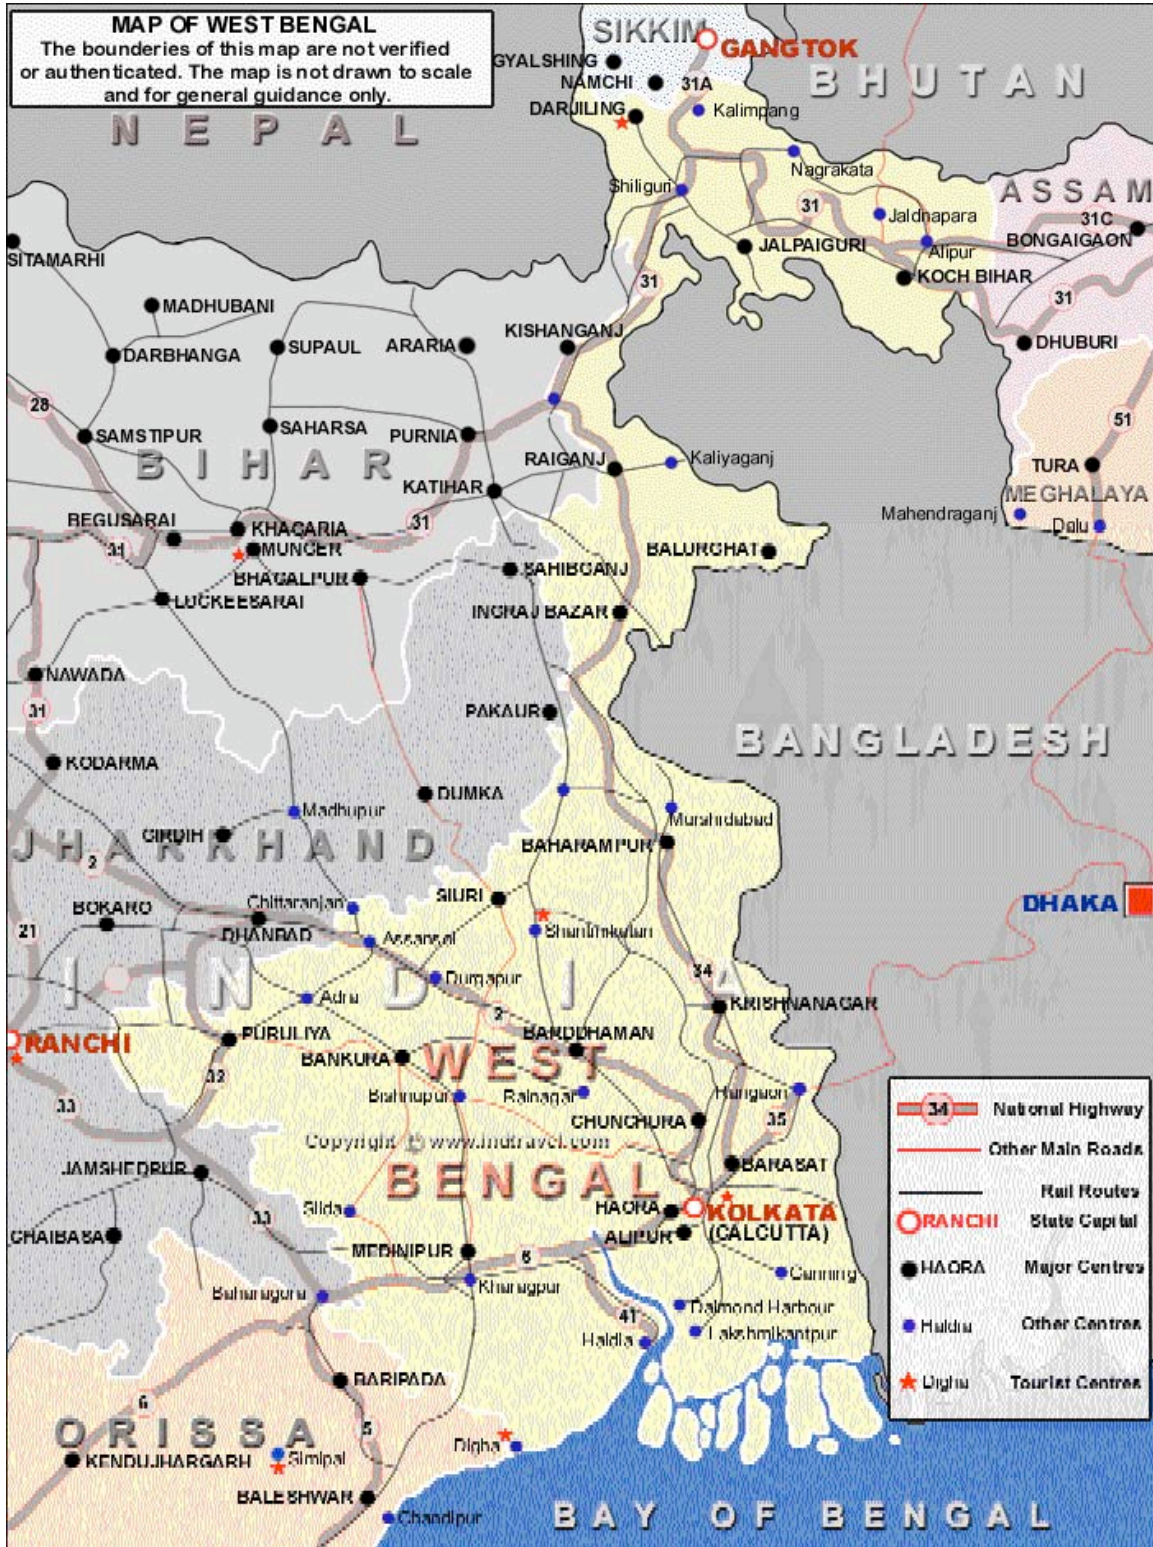 MAP OF WEST BENGAL
The bounderies of this map are not verified
or authenticated. The map is not drawn to scale
and for general guidance only.
SIKKIM
GANGTOK
GYALSHING
BHUTAN
NAMCHI
31A
DARJILING
Kalimpang
NEPAL
Nagrakata
Shiliguri
ASSAM
31
Jaldnapara
31C
BONGAIGAON
JALPAIGURI
Alipur
SITAMARHI
KOCH BIHAR
31
31
MADHUBANI
KISHANGANJ
DARBHANGA
SUPAUL
ARARIA
DHUBURI
28
51
SAMSTIPUR
SAHARSA
PURNIA
BIHAR
RAIGANJ
Kaliyaganj
TURA
KATIHAR
MEGHALAYA
Mahendraganj
Dalu
BEGUSARAI
KHAGARIA
31
31
MUNGER
BALURGHAT
BHAGALPUR
SAHIBGANJ
LUCKEESARAI
INGRAJ BAZAR
NAWADA
31
PAKAUR
BANGLADESH
KODARMA
DUMKA
Madhupur
Murshidabad
GIRDIH
JHARKHAND
BAHARAMPUR
2
SIURI
Chittaranjan
BOKARO
DHAKA
21
DHANBAD
Assansol
Shantiniketan
INDIA
34
Durgapur
Adra
KRISHNANAGAR
2
RANCHI
PURULIYA
BARDDHAMAN
BANKURA
WEST
32
Bishnupur
Rainagar
33
CHUNCHURA
35
Copyright © www.indtravel.com
JAMSHEDPUR
BARASAT
BENGAL
Silda
HAORA
KOLKATA
33
ALIPUR
(CALCUTTA)
CHAIBASA
MEDINIPUR
6
Canning
Kharagpur
Baharagora
Daimond Harbour
41
Haldia
Lakshmikantpur
BARIPADA
6
ORISSA
5
Digha
KENDUJHARGARH
Simipal
BALESHWAR
Chandipur
BAY OF BENGAL
34
National Highway
Other Main Roads
Rail Routes
RANCHI
State Capital
HAORA
Major Centres
Haldia
Other Centres
Digha
Tourist Centres